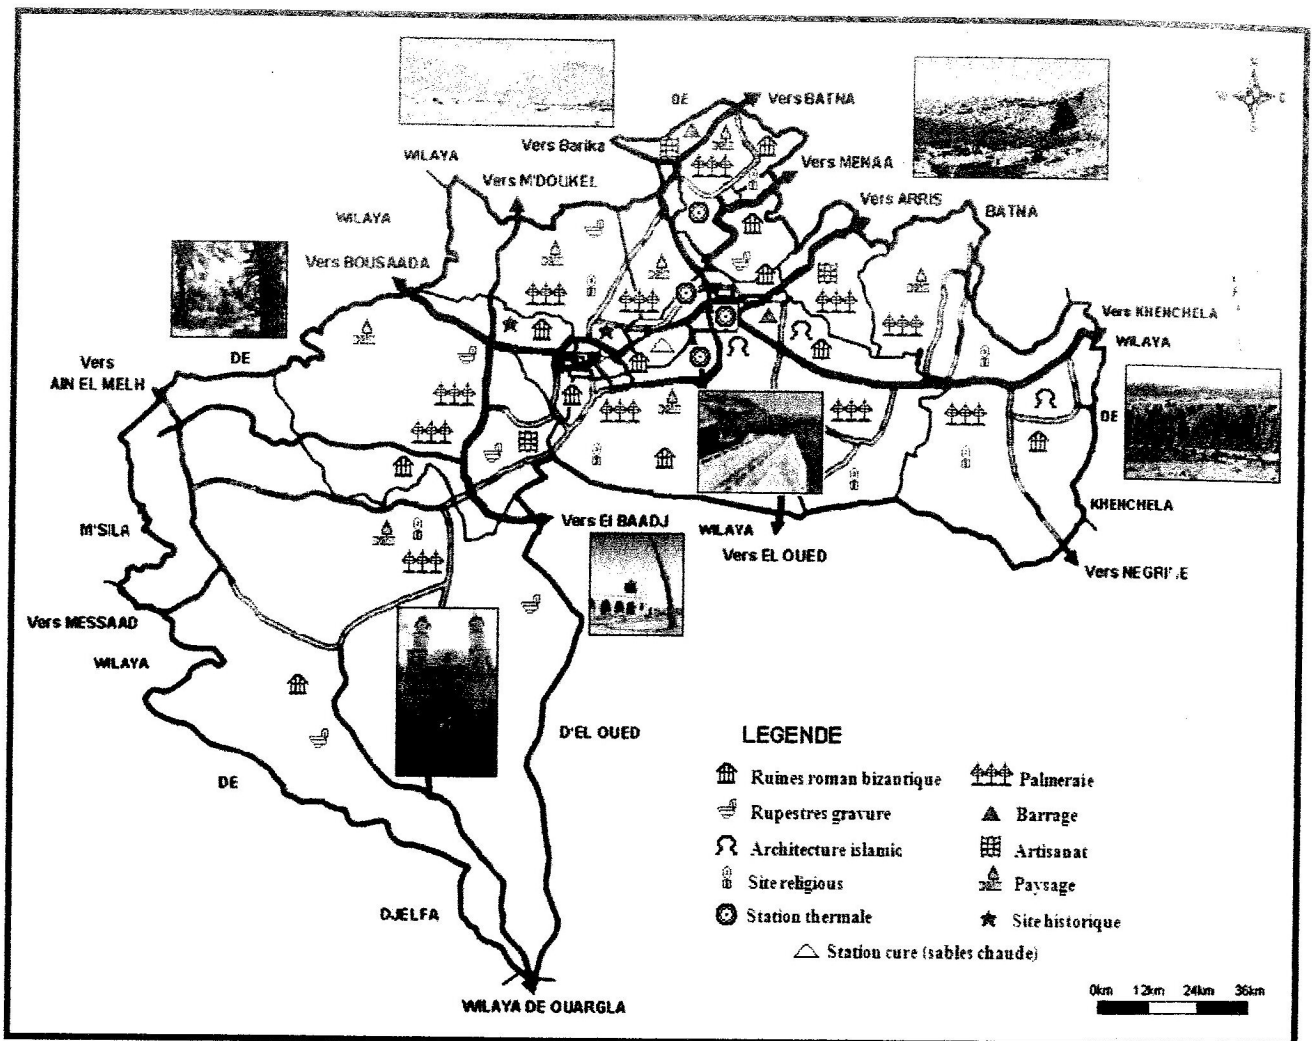 DE
Vers BATNA
Vers Barika
WILAYA
Vers MENAA
Vers M'DOUKEL
Vers ARRIS
BATNA
WILAYA
Vers BOUSAADA
Vers KHENCHELA
WILAYA
DE
Vers
AIN EL MELH
DE
KHENCHELA
M'SILA
Vers El BAADJ
WILAYA
Vers EL OUED
Vers
Vers MESSAAD
WILAYA
D'EL OUED
DE
DJELFA
WILAYA DE OUARGLA
LEGENDE
Ruines roman bizantique
Palmeraie
Rupestres gravure
Barrage
Architecture islamic
Artisanat
Site religious
Paysage
Station thermale
Site historique
Station cure (sables chaude)
0km 12km 24km 36km